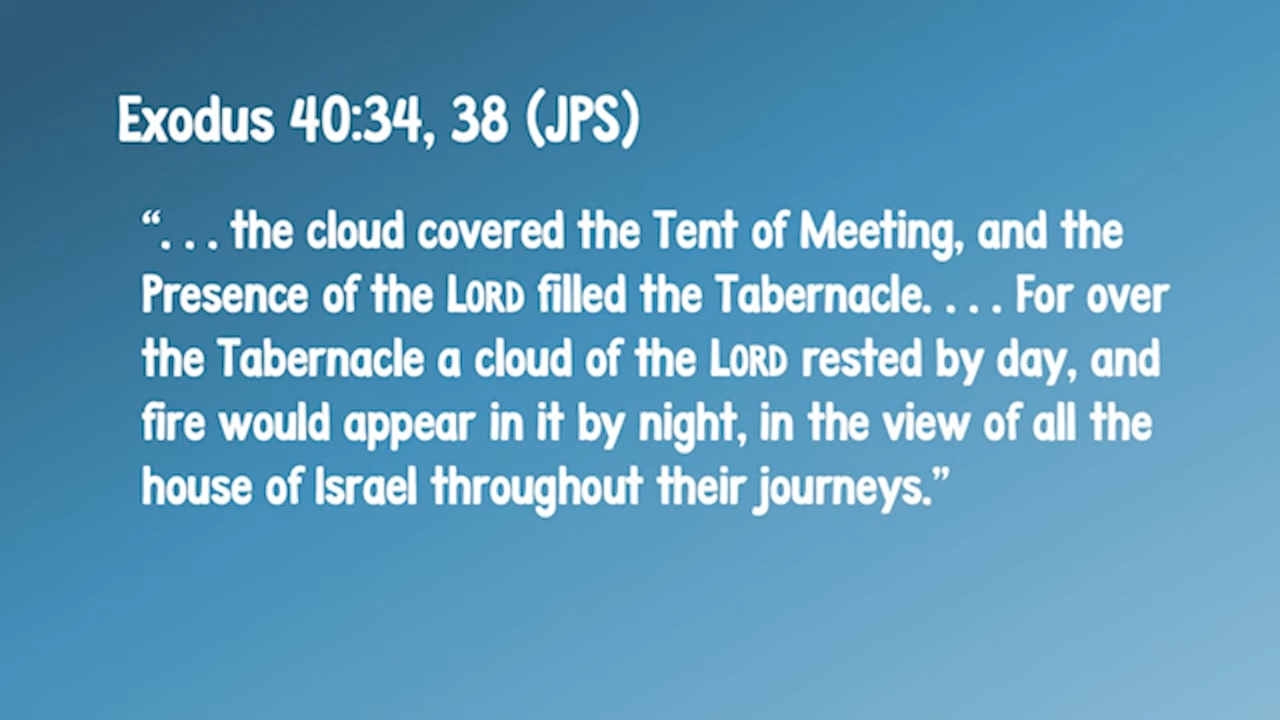 Exodus 40:34, 38 (JPS)
“. . . the cloud covered the Tent of Meeting, and the
Presence of the LORD filled the Tabernacle. . . . For over
the Tabernacle a cloud of the LORD rested by day, and
fire would appear in it by night, in the view of all the
house of Israel throughout their journeys.”